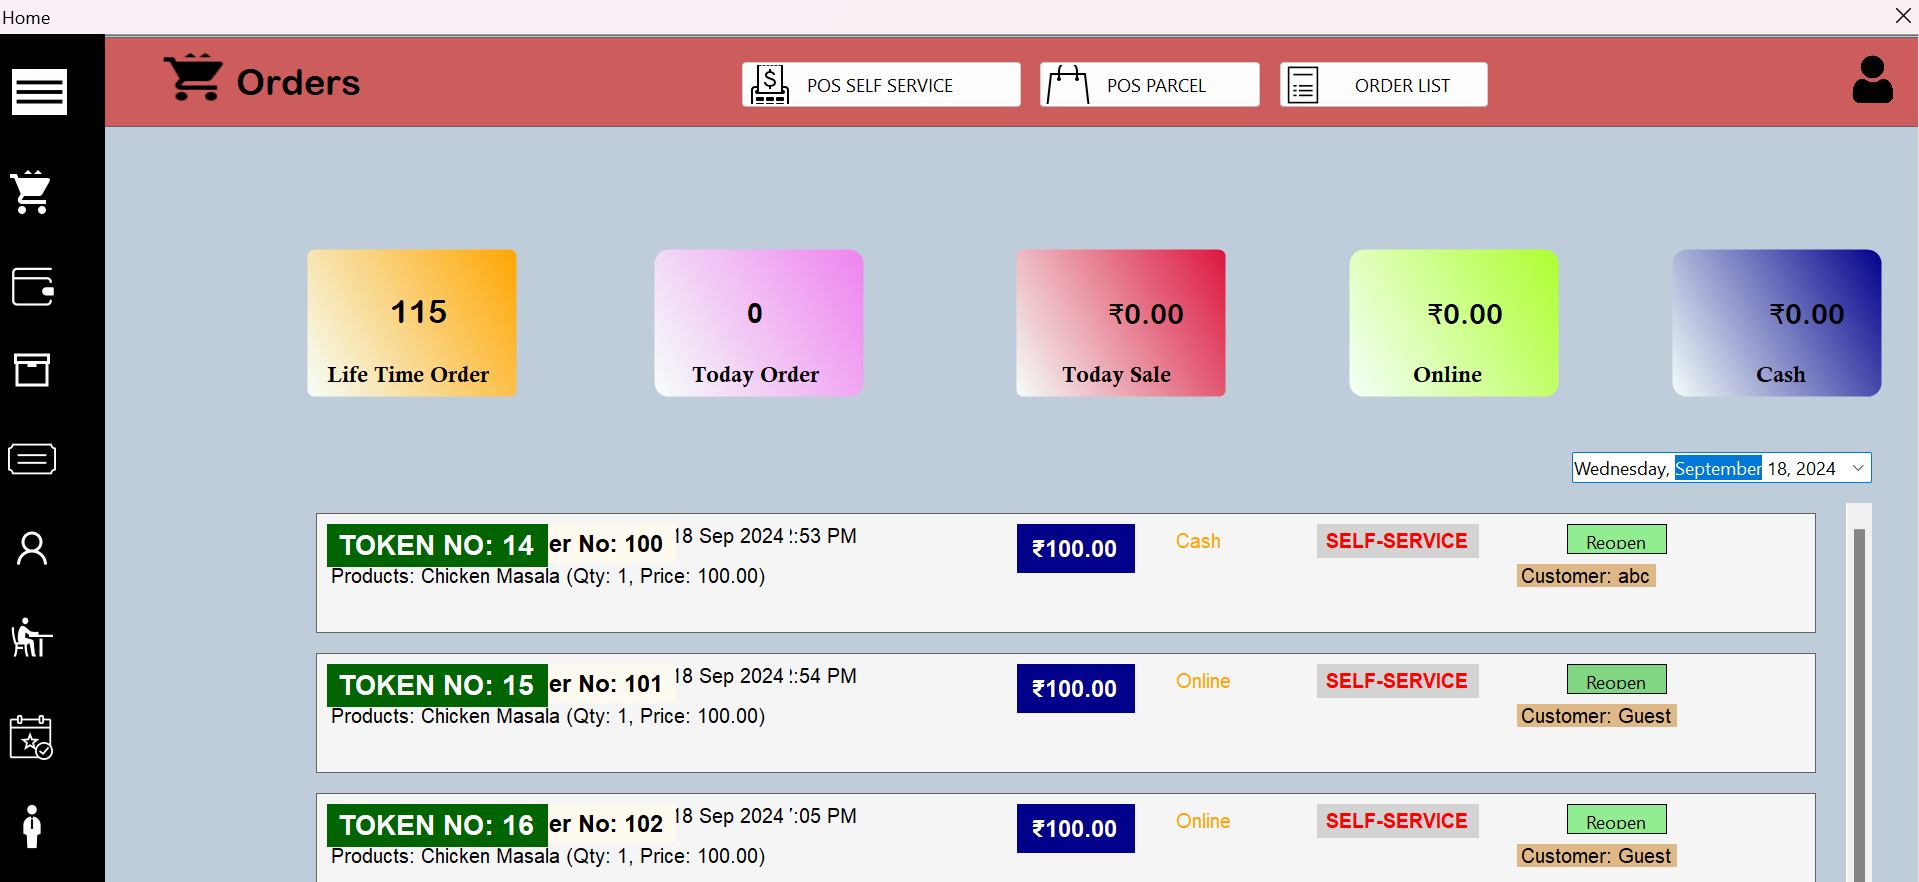 Home
Orders
POS SELF SERVICE
POS PARCEL
ORDER LIST
115
Life Time Order
0
Today Order
₹0.00
Today Sale
₹0.00
Online
₹0.00
Cash
Wednesday, September 18, 2024
TOKEN NO: 14 er No: 100 18 Sep 2024 :53 PM ₹100.00 Cash SELF-SERVICE Reopen
Products: Chicken Masala (Qty: 1, Price: 100.00) Customer: abc
TOKEN NO: 15 er No: 101 18 Sep 2024 :54 PM ₹100.00 Online SELF-SERVICE Reopen
Products: Chicken Masala (Qty: 1, Price: 100.00) Customer: Guest
TOKEN NO: 16 er No: 102 18 Sep 2024 :05 PM ₹100.00 Online SELF-SERVICE Reopen
Products: Chicken Masala (Qty: 1, Price: 100.00) Customer: Guest